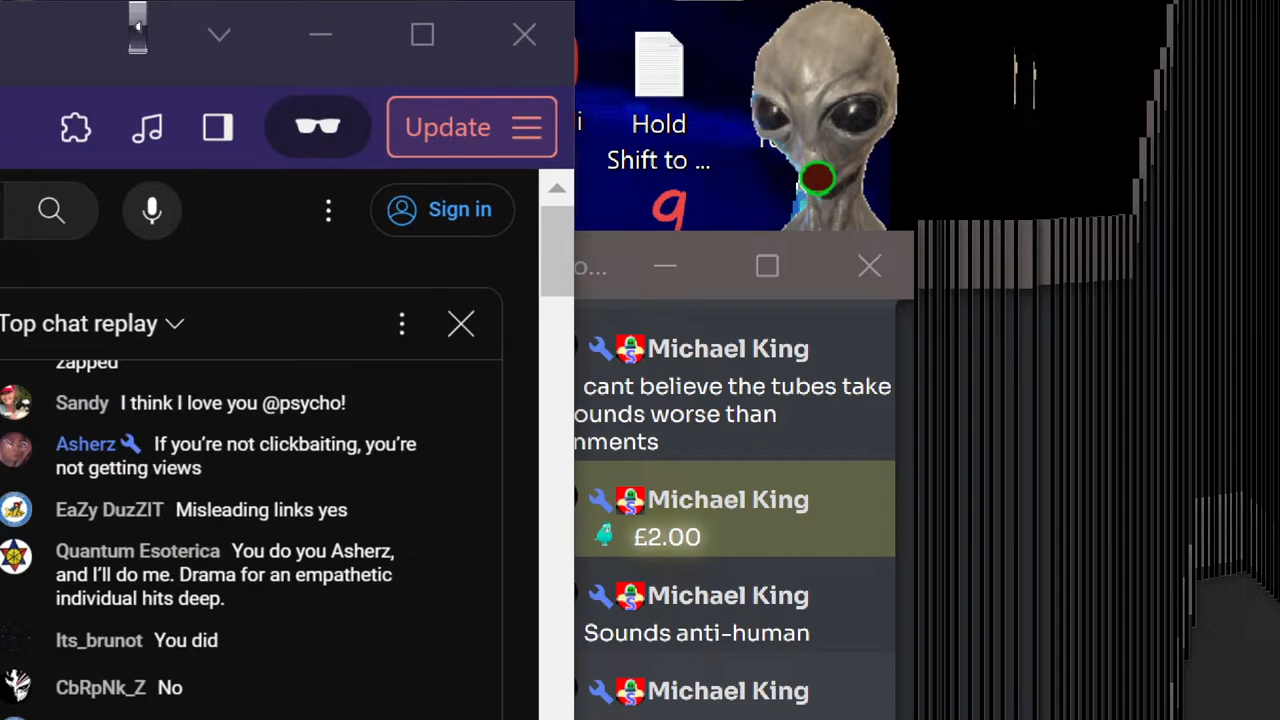 Update
Sign in
Top chat replay
zapped
Sandy I think I love you @psycho!
Asherz If you're not clickbaiting, you're
not getting views
EaZy DuzZIT Misleading links yes
Quantum Esoterica You do you Asherz,
and I'll do me. Drama for an empathetic
individual hits deep.
Its_brunot You did
CbRpNk_Z No
Hold
Shift to ...
g
o...
Michael King
cant believe the tubes take
ounds worse than
nments
Michael King
£2.00
Michael King
Sounds anti-human
Michael King